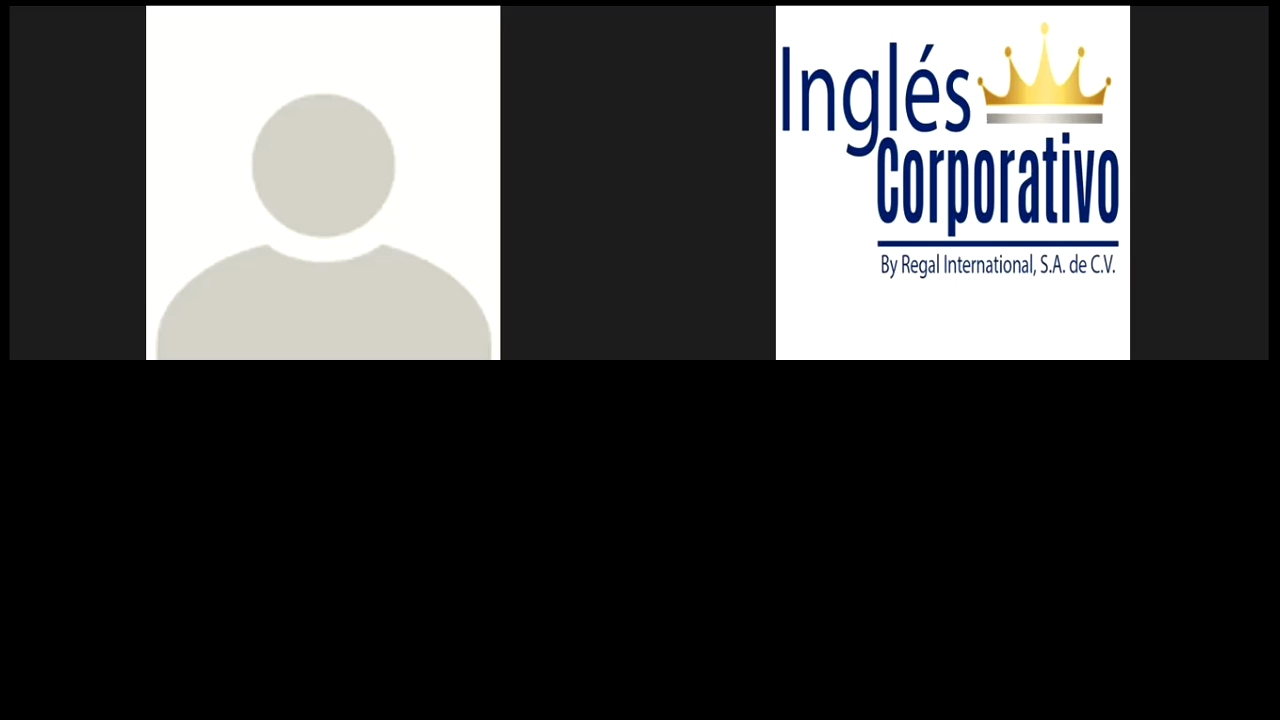 Inglés
Corporativo
By Regal International, S.A. de C.V.